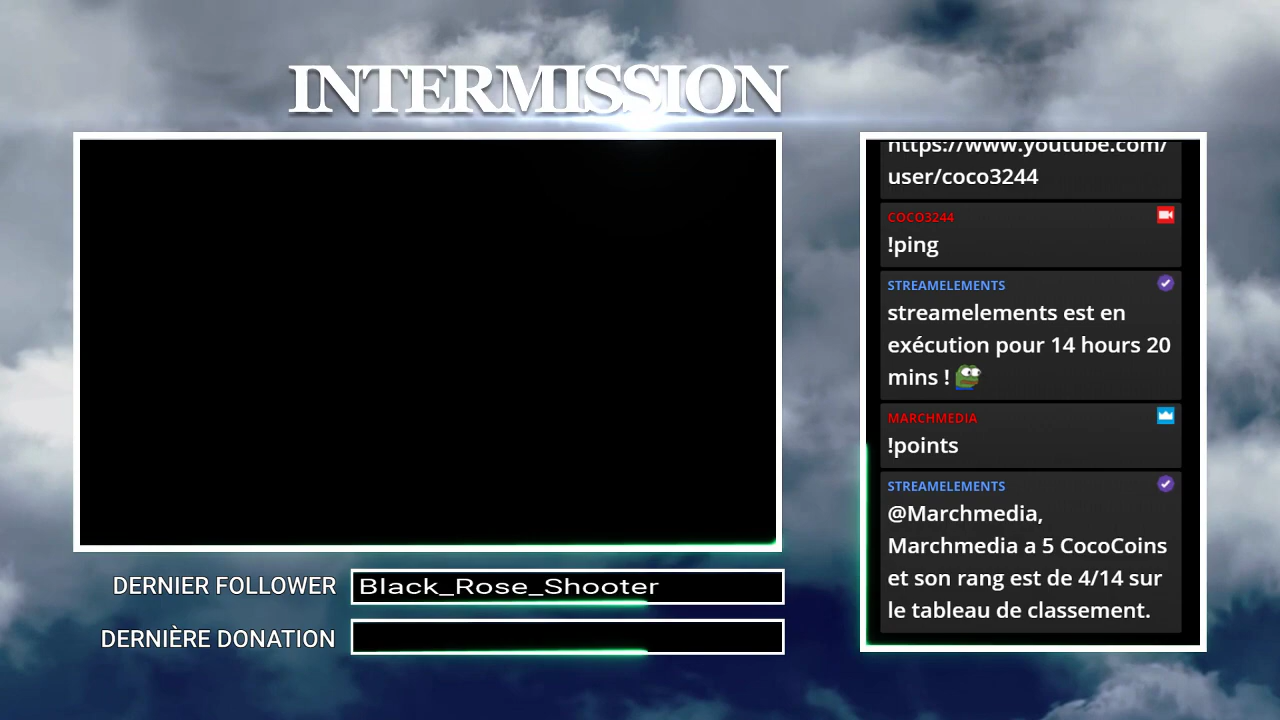 INTERMISSION
https://www.youtube.com/
user/coco3244
COCO3244
!ping
STREAMELEMENTS
streamelements est en
exécution pour 14 hours 20
mins !
MARCHMEDIA
!points
STREAMELEMENTS
@Marchmedia,
Marchmedia a 5 CocoCoins
et son rang est de 4/14 sur
le tableau de classement.
DERNIER FOLLOWER Black_Rose_Shooter
DERNIÈRE DONATION